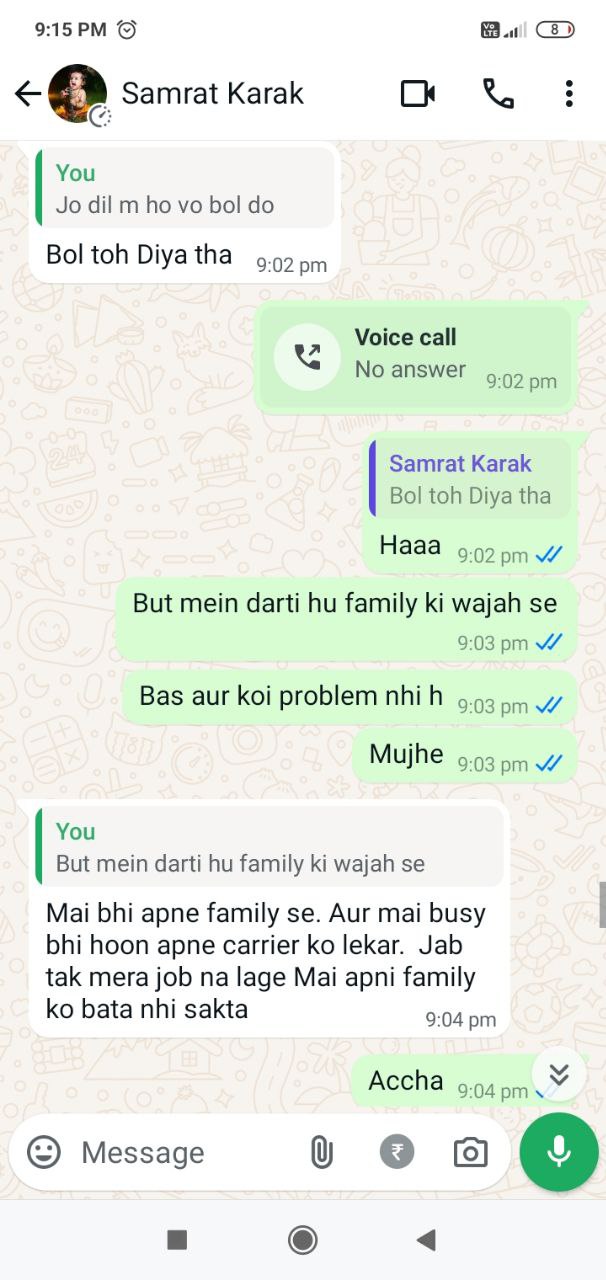 9:15 PM
Vo
LTE
8
Samrat Karak
You
Jo dil m ho vo bol do
Bol toh Diya tha
9:02 pm
Voice call
No answer
9:02 pm
Samrat Karak
Bol toh Diya tha
Haaa
9:02 pm
But mein darti hu family ki wajah se
9:03 pm
Bas aur koi problem nhi h
9:03 pm
Mujhe
9:03 pm
You
But mein darti hu family ki wajah se
Mai bhi apne family se. Aur mai busy
bhi hoon apne carrier ko lekar. Jab
tak mera job na lage Mai apni family
ko bata nhi sakta
9:04 pm
Accha
9:04 pm
Message
₹